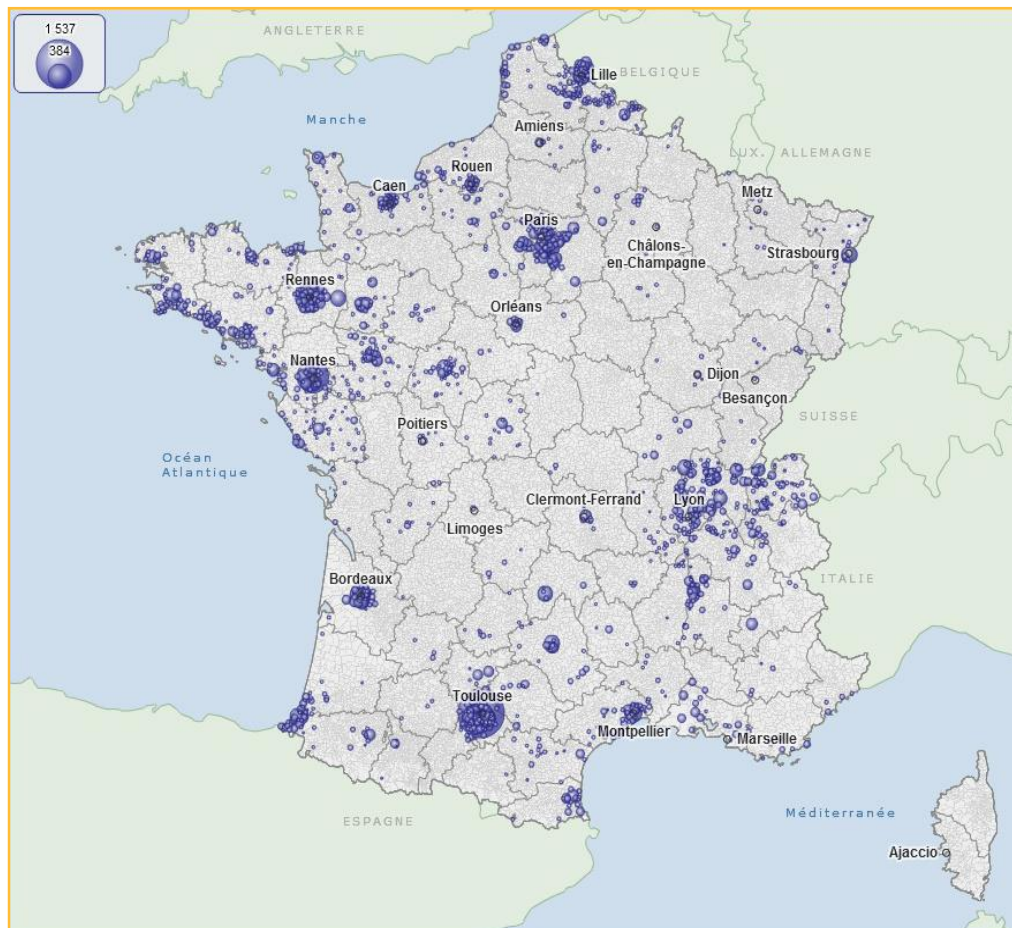 1 537
384
ANGLETERRE
BELGIQUE
Lille
Manche
Amiens
LUX.
ALLEMAGNE
Rouen
Metz
Caen
Paris
Châlons-
en-Champagne
Strasbourg
Rennes
Orléans
Nantes
Dijon
Besançon
Poitiers
SUISSE
Océan
Atlantique
Clermont-Ferrand
Lyon
Limoges
Bordeaux
ITALIE
Toulouse
Montpellier
Marseille
ESPAGNE
Méditerranée
Ajaccio